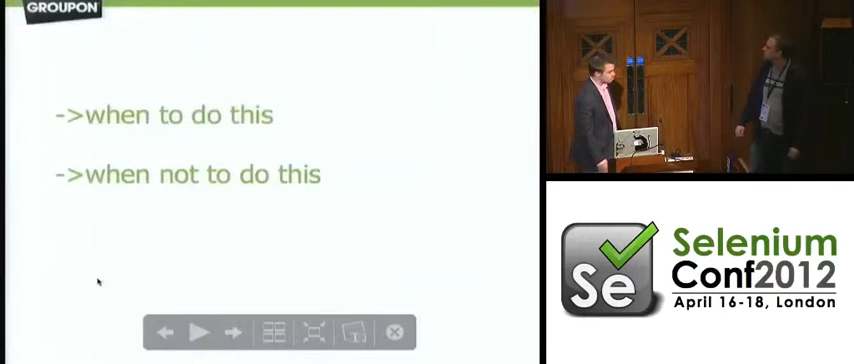 GROUPON
->when to do this
->when not to do this
Se
Selenium
Conf2012
April 16-18, London